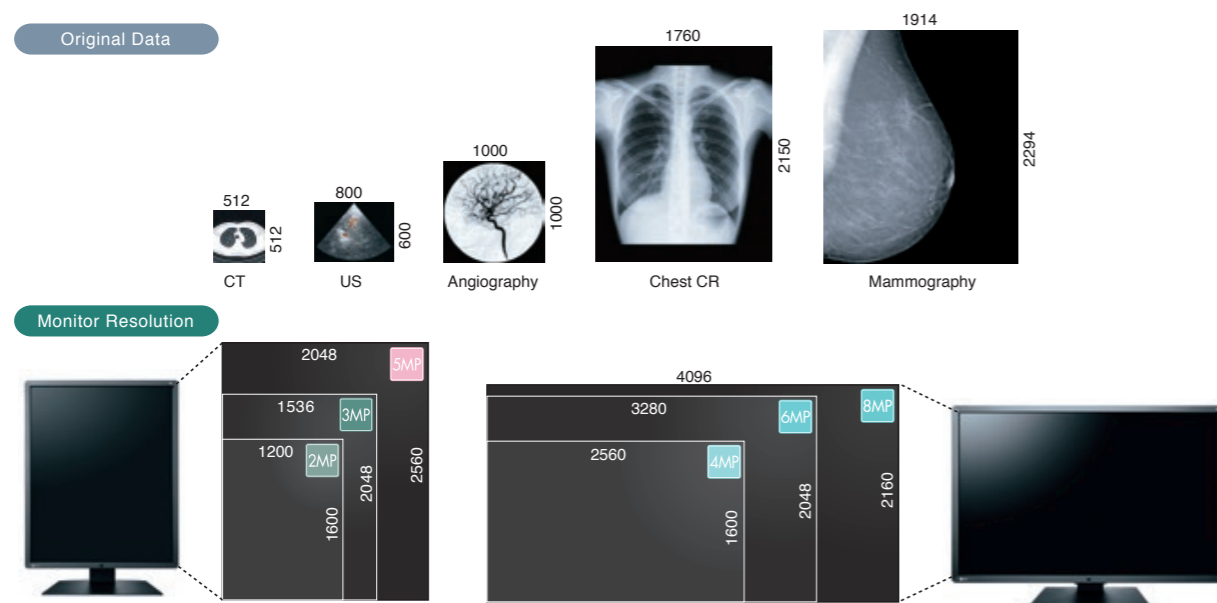 Original Data
512
512
CT
800
600
US
1000
1000
Angiography
1760
2150
Chest CR
1914
2294
Mammography
Monitor Resolution
2048
5MP
2560
1536
3MP
2048
1200
2MP
1600
4096
8MP
2160
3280
6MP
2048
2560
4MP
1600